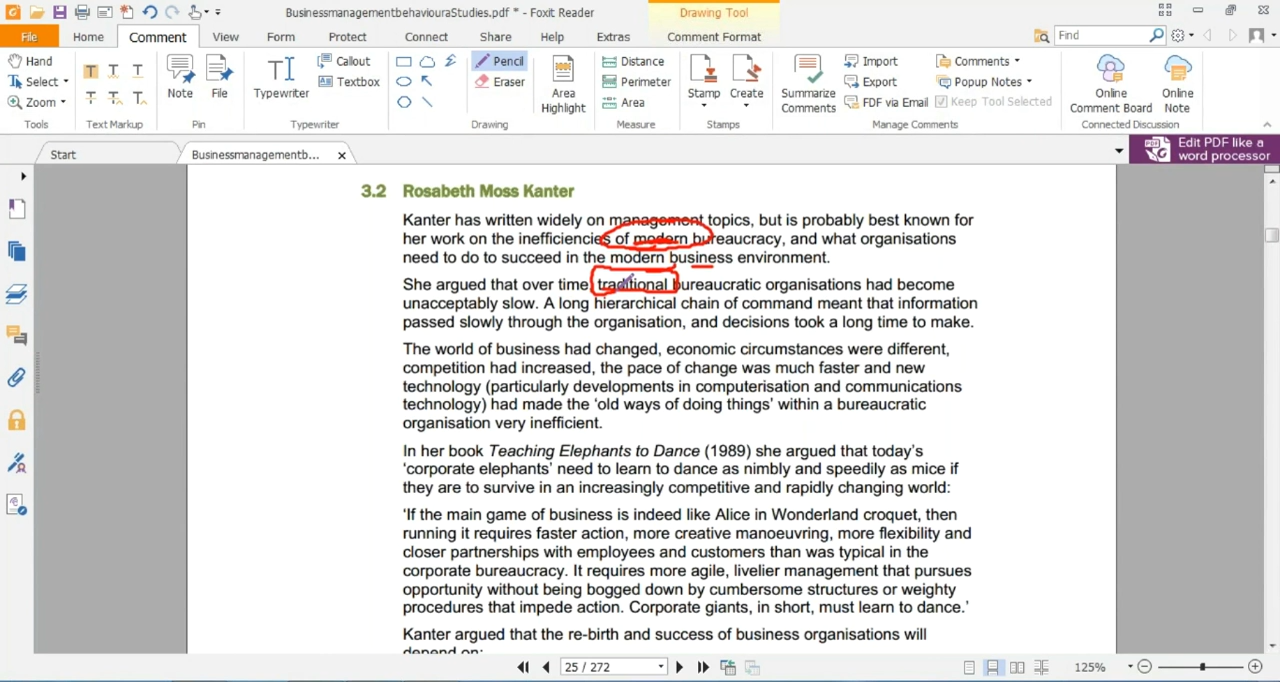 BusinessmanagementbehaviouraStudies.pdf * - Foxit Reader
Drawing Tool
File Home Comment View Form Protect Connect Share Help Extras Comment Format
Find
Hand
Select
Zoom
Tools
Text Markup
Note
File
Pin
Typewriter
Callout
Textbox
Typewriter
Pencil
Eraser
Drawing
Area
Highlight
Distance
Perimeter
Area
Measure
Stamp
Create
Stamps
Summarize
Comments
Import
Export
FDF via Email
Comments
Popup Notes
Keep Tool Selected
Manage Comments
Online
Comment Board
Online
Note
Connected Discussion
Start
Businessmanagementb...
Edit PDF like a
word processor
3.2 Rosabeth Moss Kanter
Kanter has written widely on management topics, but is probably best known for
her work on the inefficiencies of modern bureaucracy, and what organisations
need to do to succeed in the modern business environment.
She argued that over time traditional bureaucratic organisations had become
unacceptably slow. A long hierarchical chain of command meant that information
passed slowly through the organisation, and decisions took a long time to make.
The world of business had changed, economic circumstances were different,
competition had increased, the pace of change was much faster and new
technology (particularly developments in computerisation and communications
technology) had made the ‘old ways of doing things’ within a bureaucratic
organisation very inefficient.
In her book Teaching Elephants to Dance (1989) she argued that today’s
‘corporate elephants’ need to learn to dance as nimbly and speedily as mice if
they are to survive in an increasingly competitive and rapidly changing world:
‘If the main game of business is indeed like Alice in Wonderland croquet, then
running it requires faster action, more creative manoeuvring, more flexibility and
closer partnerships with employees and customers than was typical in the
corporate bureaucracy. It requires more agile, livelier management that pursues
opportunity without being bogged down by cumbersome structures or weighty
procedures that impede action. Corporate giants, in short, must learn to dance.’
Kanter argued that the re-birth and success of business organisations will
depend on:
25 / 272
125%